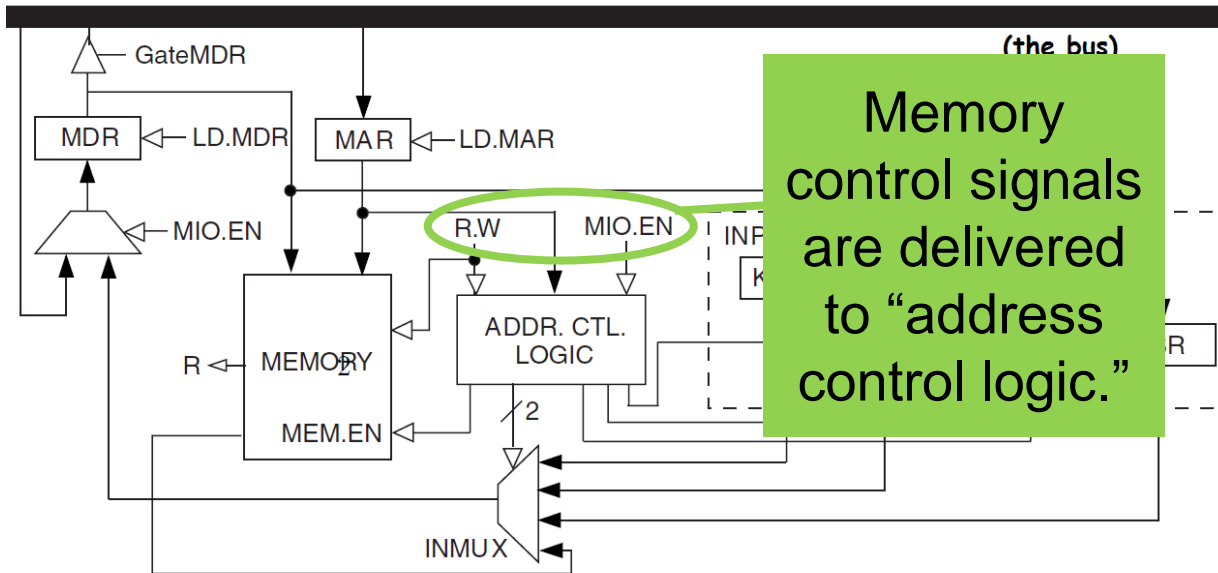 (the bus)
GateMDR
MDR
LD.MDR
MAR
LD.MAR
MIO.EN
R.W
MIO.EN
INP
K
Memory
control signals
are delivered
to “address
control logic.”
ADDR. CTL.
LOGIC
R
MEMORY
2
MEM.EN
2
INMUX